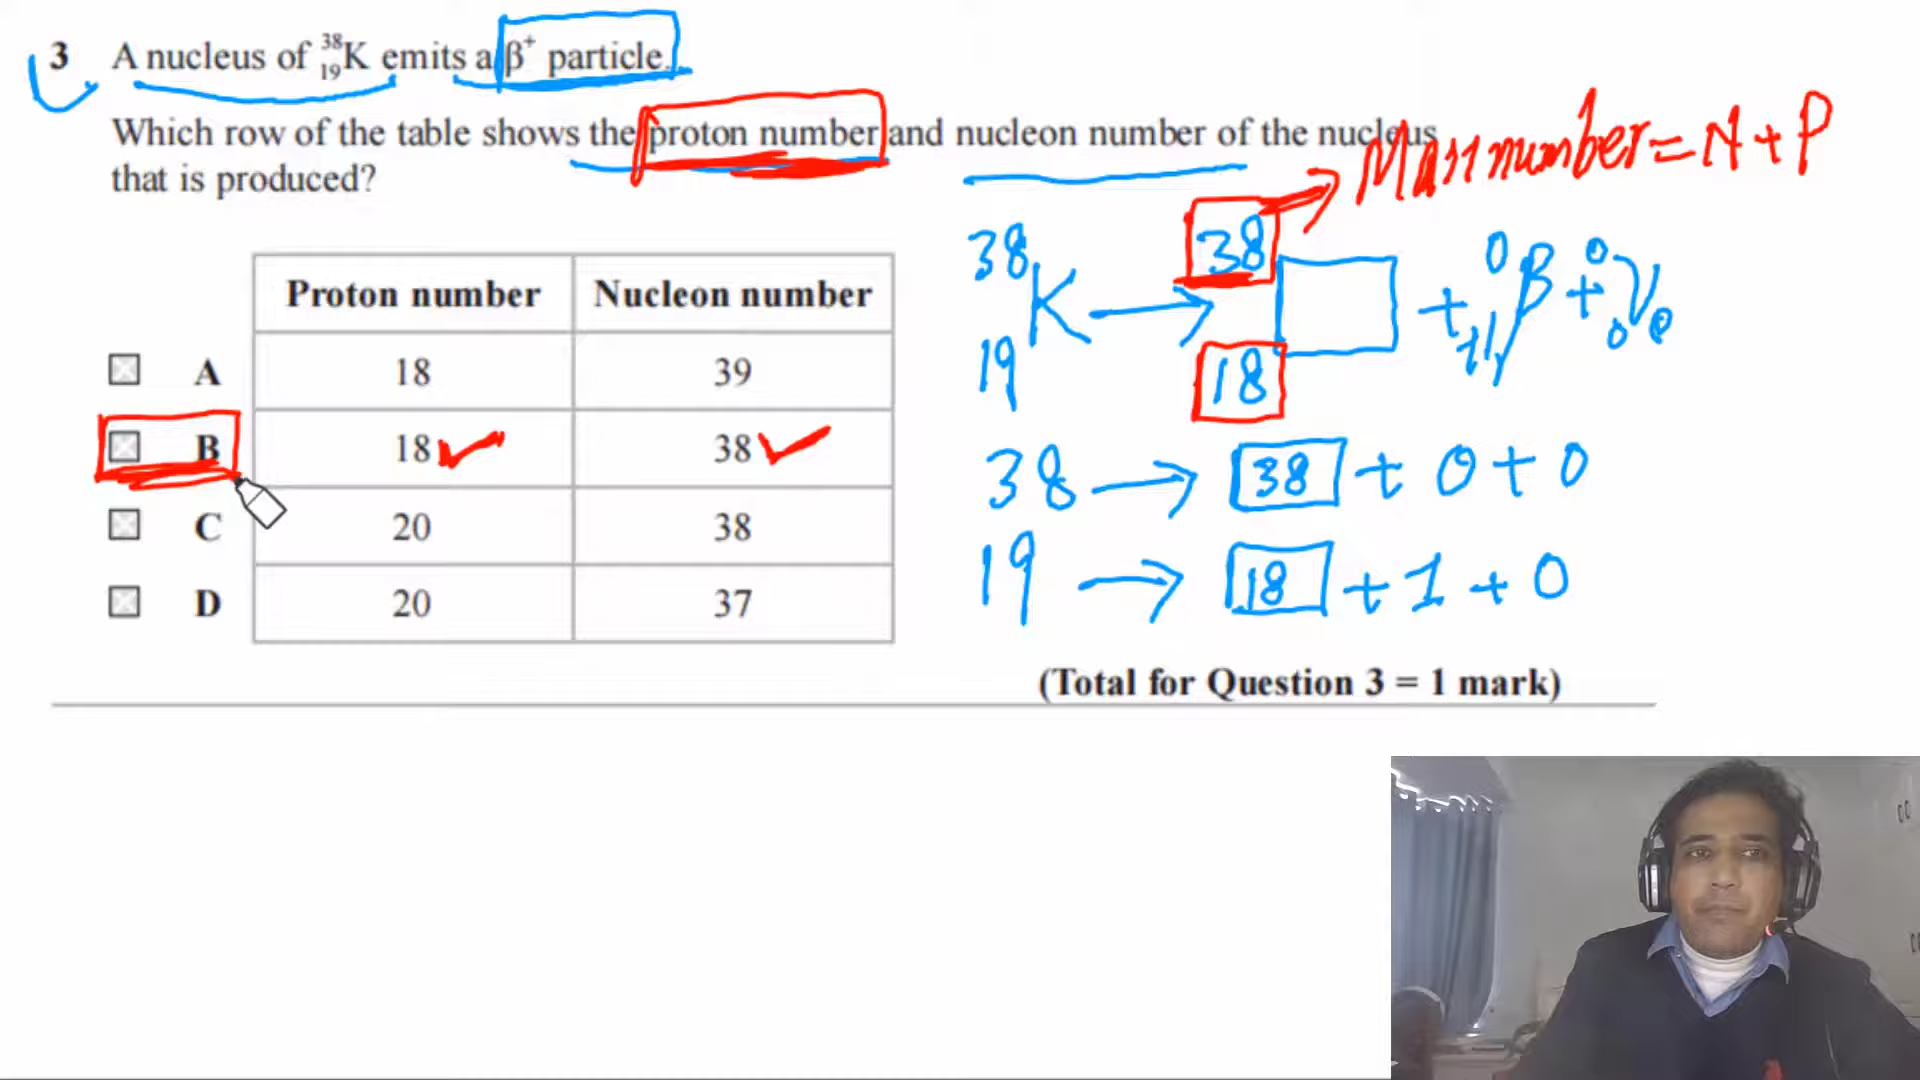 3 A nucleus of ³⁸₁₉K emits a β⁺ particle.
Which row of the table shows the proton number and nucleon number of the nucleus
that is produced?
Mass number = N + P
Proton number Nucleon number
A 18 39
B 18 ✓ 38 ✓
C 20 38
D 20 37
³⁸₁₉K → ³⁸₁₈□ + ⁰₊₁β + ⁰₀νₑ
38 → 38 + 0 + 0
19 → 18 + 1 + 0
(Total for Question 3 = 1 mark)